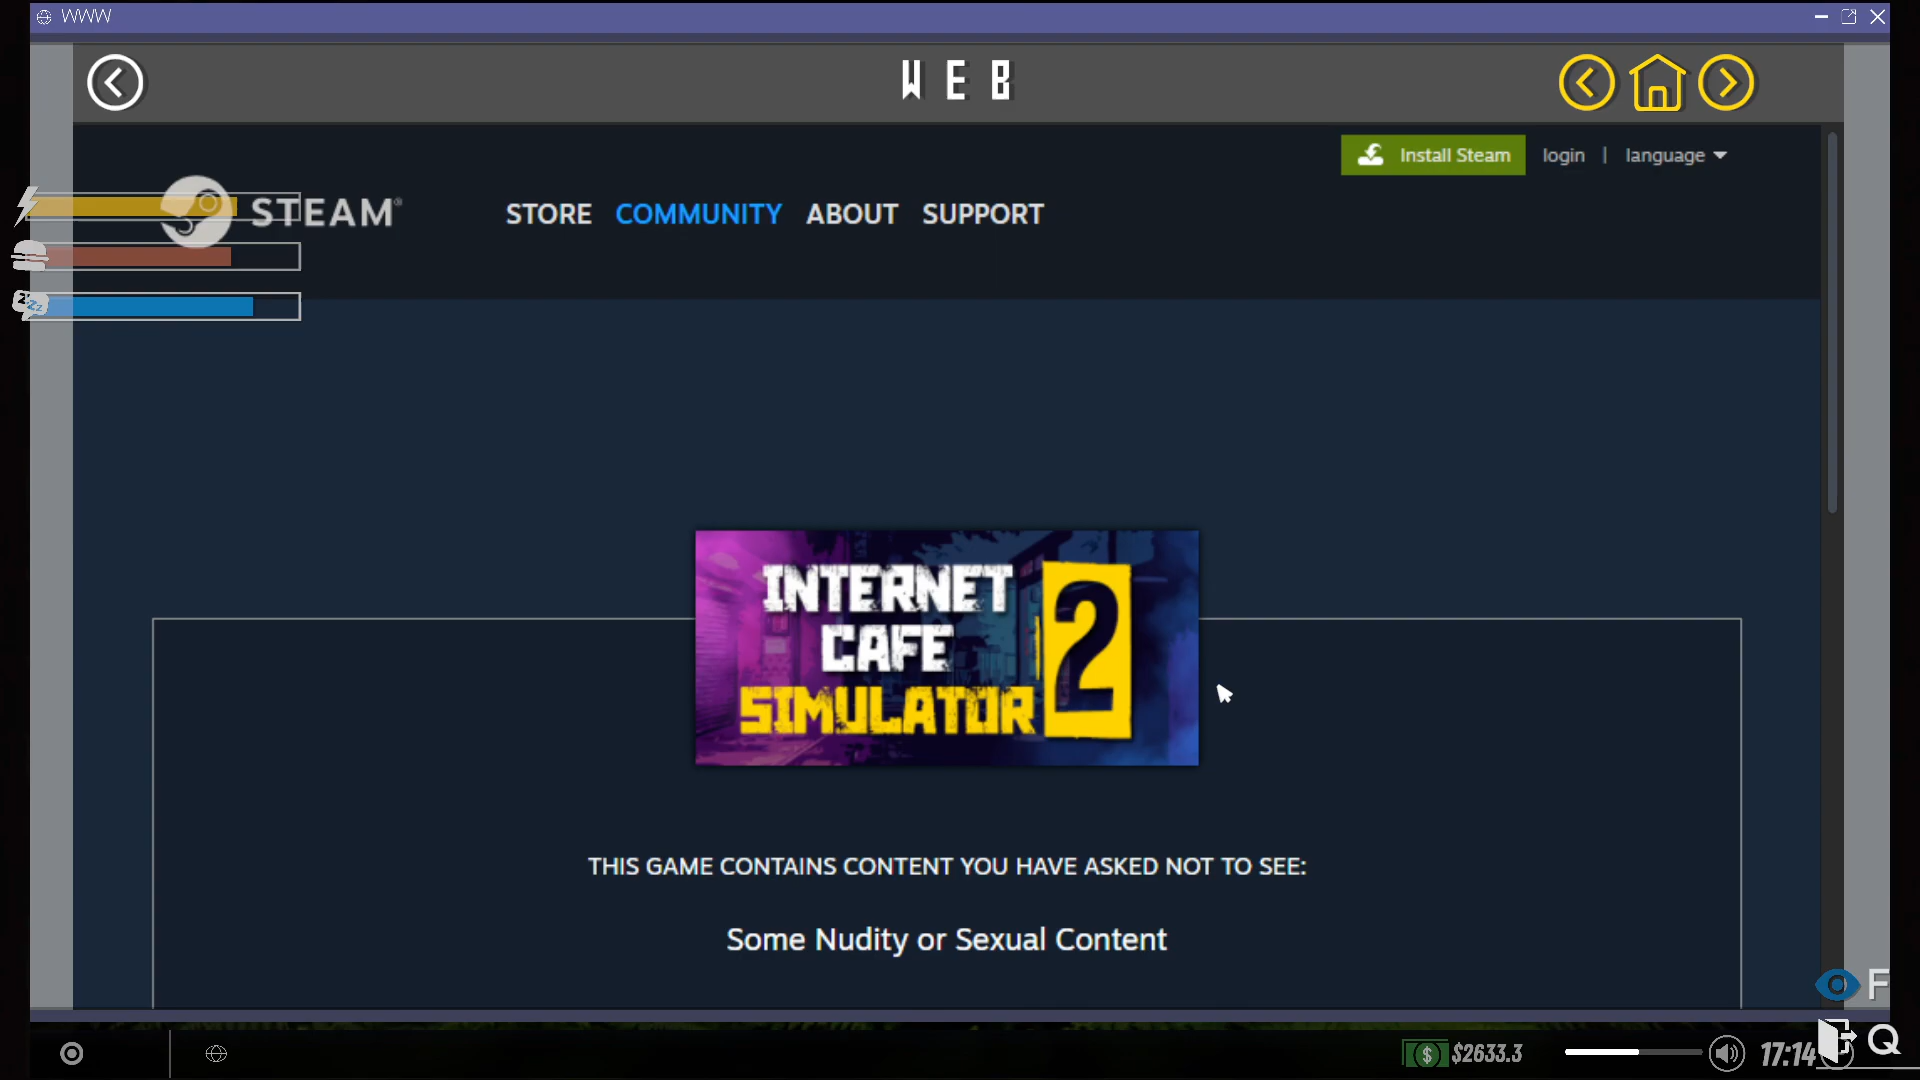 WWW
WEB
Install Steam login | language
STEAM®
STORE COMMUNITY ABOUT SUPPORT
INTERNET
CAFE
SIMULATOR
2
THIS GAME CONTAINS CONTENT YOU HAVE ASKED NOT TO SEE:
Some Nudity or Sexual Content
F
$2633.3
17:14
Q